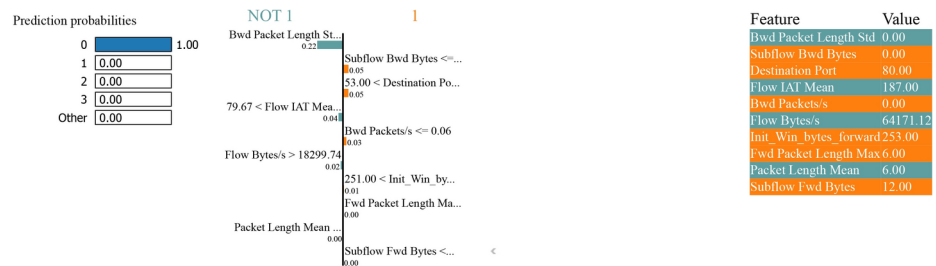 Prediction probabilities
0 1.00
1 0.00
2 0.00
3 0.00
Other 0.00
NOT 1 1
Bwd Packet Length St...
0.22
Subflow Bwd Bytes <=...
0.05
53.00 < Destination Po...
0.05
79.67 < Flow IAT Mea...
0.04
Bwd Packets/s <= 0.06
0.03
Flow Bytes/s > 18299.74
0.02
251.00 < Init_Win_by...
0.01
Fwd Packet Length Ma...
0.00
Packet Length Mean ...
0.00
Subflow Fwd Bytes <...
0.00
Feature Value
Bwd Packet Length Std 0.00
Subflow Bwd Bytes 0.00
Destination Port 80.00
Flow IAT Mean 187.00
Bwd Packets/s 0.00
Flow Bytes/s 64171.12
Init_Win_bytes_forward 253.00
Fwd Packet Length Max 6.00
Packet Length Mean 6.00
Subflow Fwd Bytes 12.00